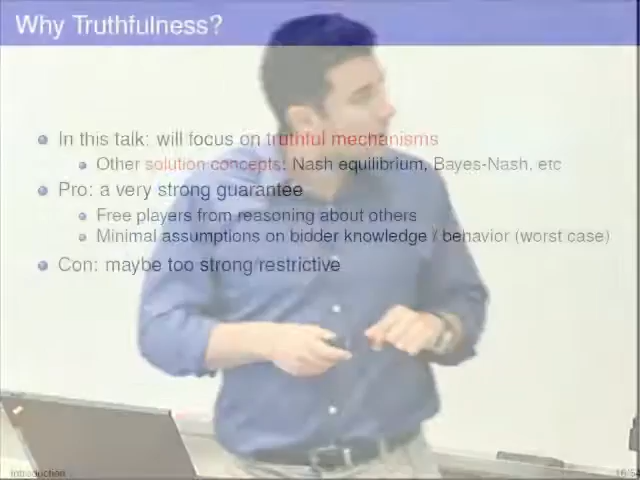 Why Truthfulness?
In this talk: will focus on truthful mechanisms
Other solution concepts: Nash equilibrium, Bayes-Nash, etc
Pro: a very strong guarantee
Free players from reasoning about others
Minimal assumptions on bidder knowledge / behavior (worst case)
Con: maybe too strong restrictive
Introduction